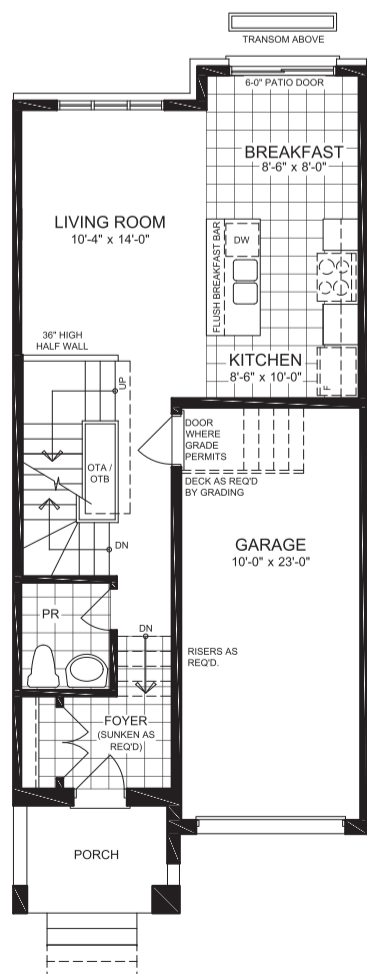 TRANSOM ABOVE
6-0" PATIO DOOR
BREAKFAST
8'-6" x 8'-0"
LIVING ROOM
10'-4" x 14'-0"
FLUSH BREAKFAST BAR
DW
36" HIGH
HALF WALL
KITCHEN
8'-6" x 10'-0"
F
UP
DOOR
WHERE
GRADE
PERMITS
OTA /
OTB
DECK AS REQ'D
BY GRADING
DN
GARAGE
10'-0" x 23'-0"
PR
DN
RISERS AS
REQ'D.
FOYER
(SUNKEN AS
REQ'D)
PORCH